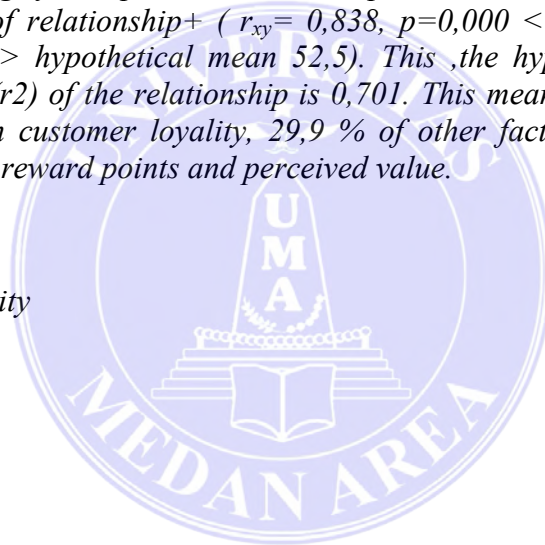 of relationship+ ( rxy= 0,838, p=0,000 <
> hypothetical mean 52,5). This ,the hyp
(r2) of the relationship is 0,701. This mean
n customer loyality, 29,9 % of other fact
reward points and perceived value.
ity
UNIVERSITAS
UMA
MEDAN AREA